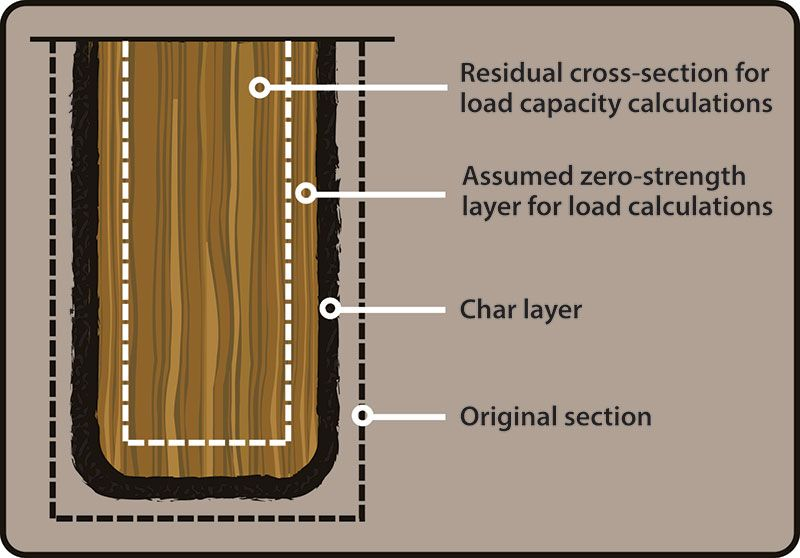 Residual cross-section for
load capacity calculations
Assumed zero-strength
layer for load calculations
Char layer
Original section